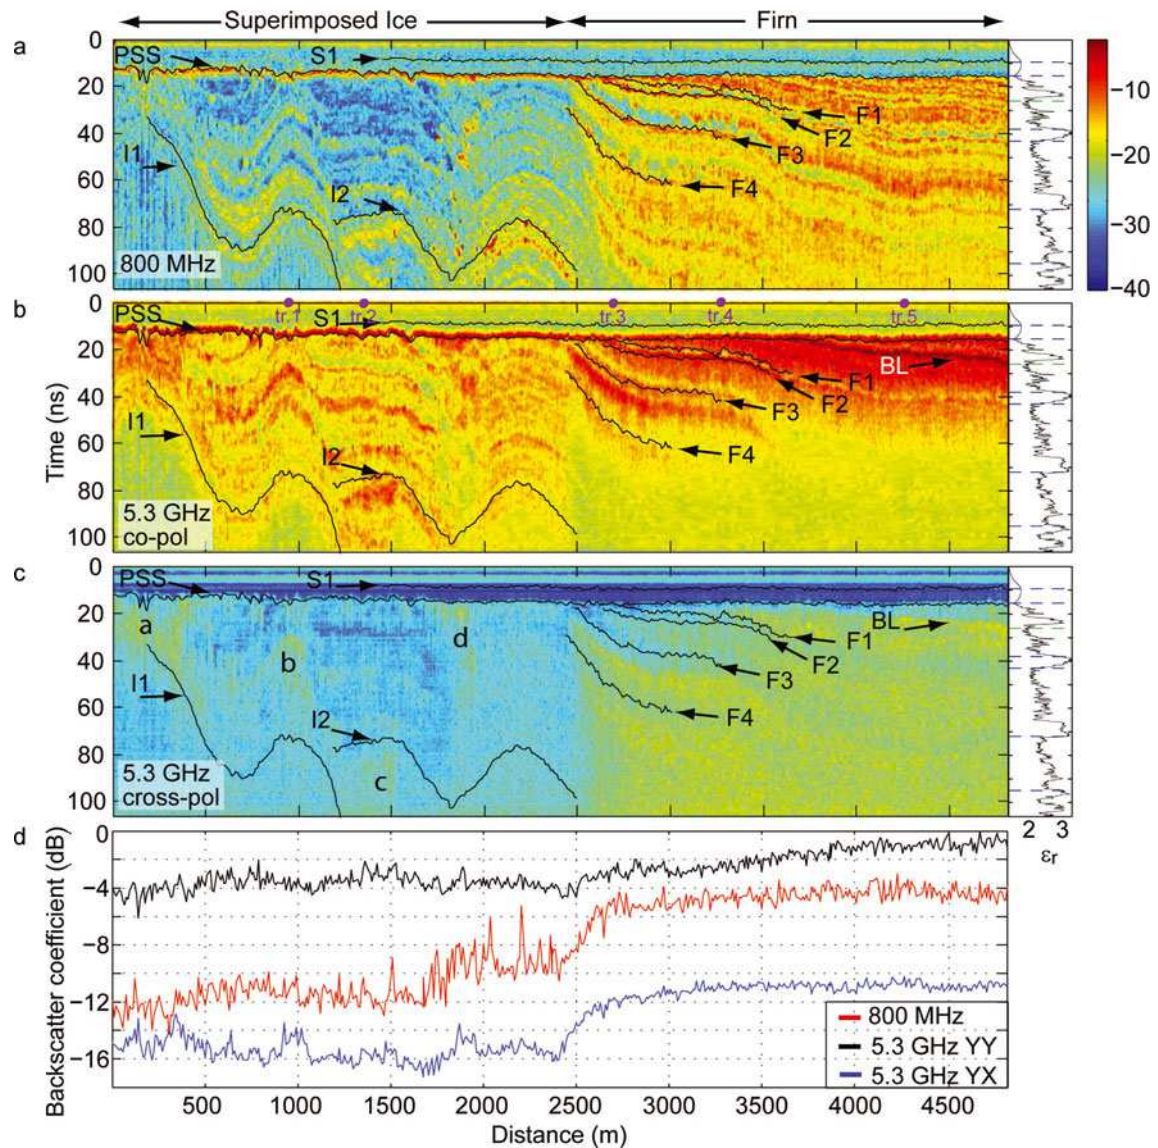 Superimposed Ice Firn
a
0
20
40
60
80
100
PSS
S1
I1
I2
F1
F2
F3
F4
800 MHz
−10
−20
−30
−40
b
0
20
40
60
80
100
Time (ns)
PSS
S1
tr.1
tr.2
tr.3
tr.4
tr.5
BL
I1
I2
F1
F2
F3
F4
5.3 GHz
co-pol
c
0
20
40
60
80
100
PSS
S1
a
b
c
d
BL
I1
I2
F1
F2
F3
F4
5.3 GHz
cross-pol
2 3
εr
d
Backscatter coefficient (dB)
0
−4
−8
−12
−16
800 MHz
5.3 GHz YY
5.3 GHz YX
500 1000 1500 2000 2500 3000 3500 4000 4500
Distance (m)